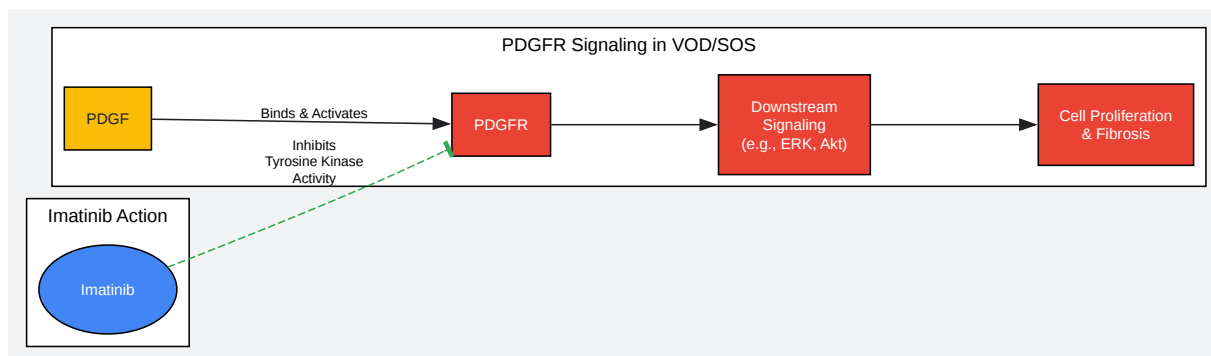 PDGFR Signaling in VOD/SOS
PDGF
Binds & Activates
PDGFR
Downstream
Signaling
(e.g., ERK, Akt)
Cell Proliferation
& Fibrosis
Inhibits
Tyrosine Kinase
Activity
Imatinib Action
Imatinib